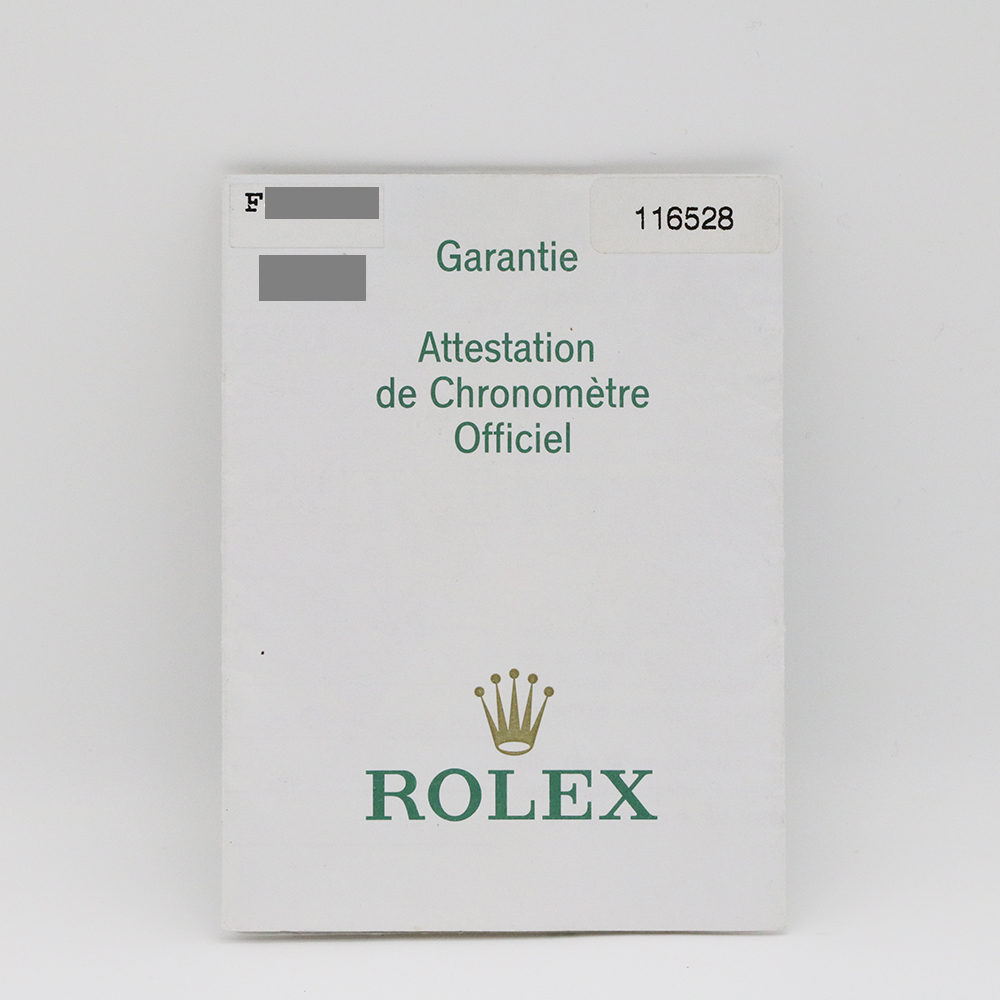 F
116528
Garantie
Attestation
de Chronomètre
Officiel
ROLEX